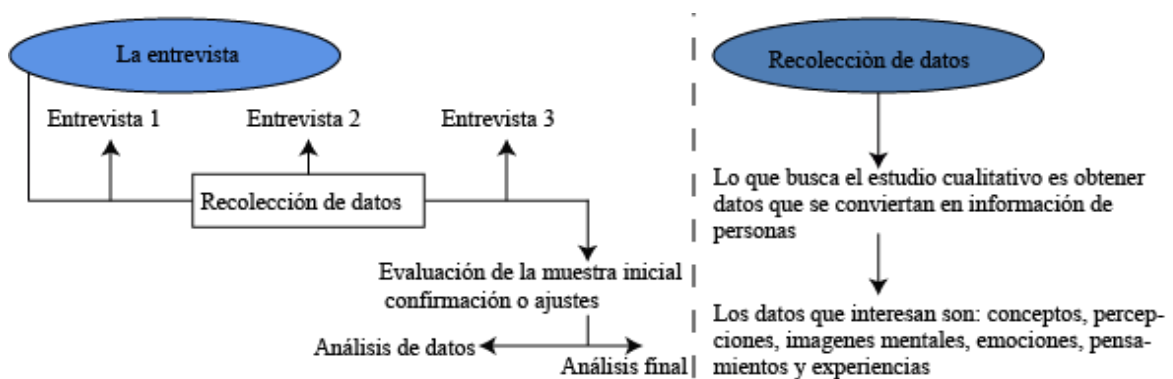 La entrevista
Entrevista 1
Entrevista 2
Entrevista 3
Recolección de datos
Evaluación de la muestra inicial
confirmación o ajustes
Análisis de datos
Análisis final
Recolecciòn de datos
Lo que busca el estudio cualitativo es obtener
datos que se conviertan en información de
personas
Los datos que interesan son: conceptos, percep-
ciones, imagenes mentales, emociones, pensa-
mientos y experiencias